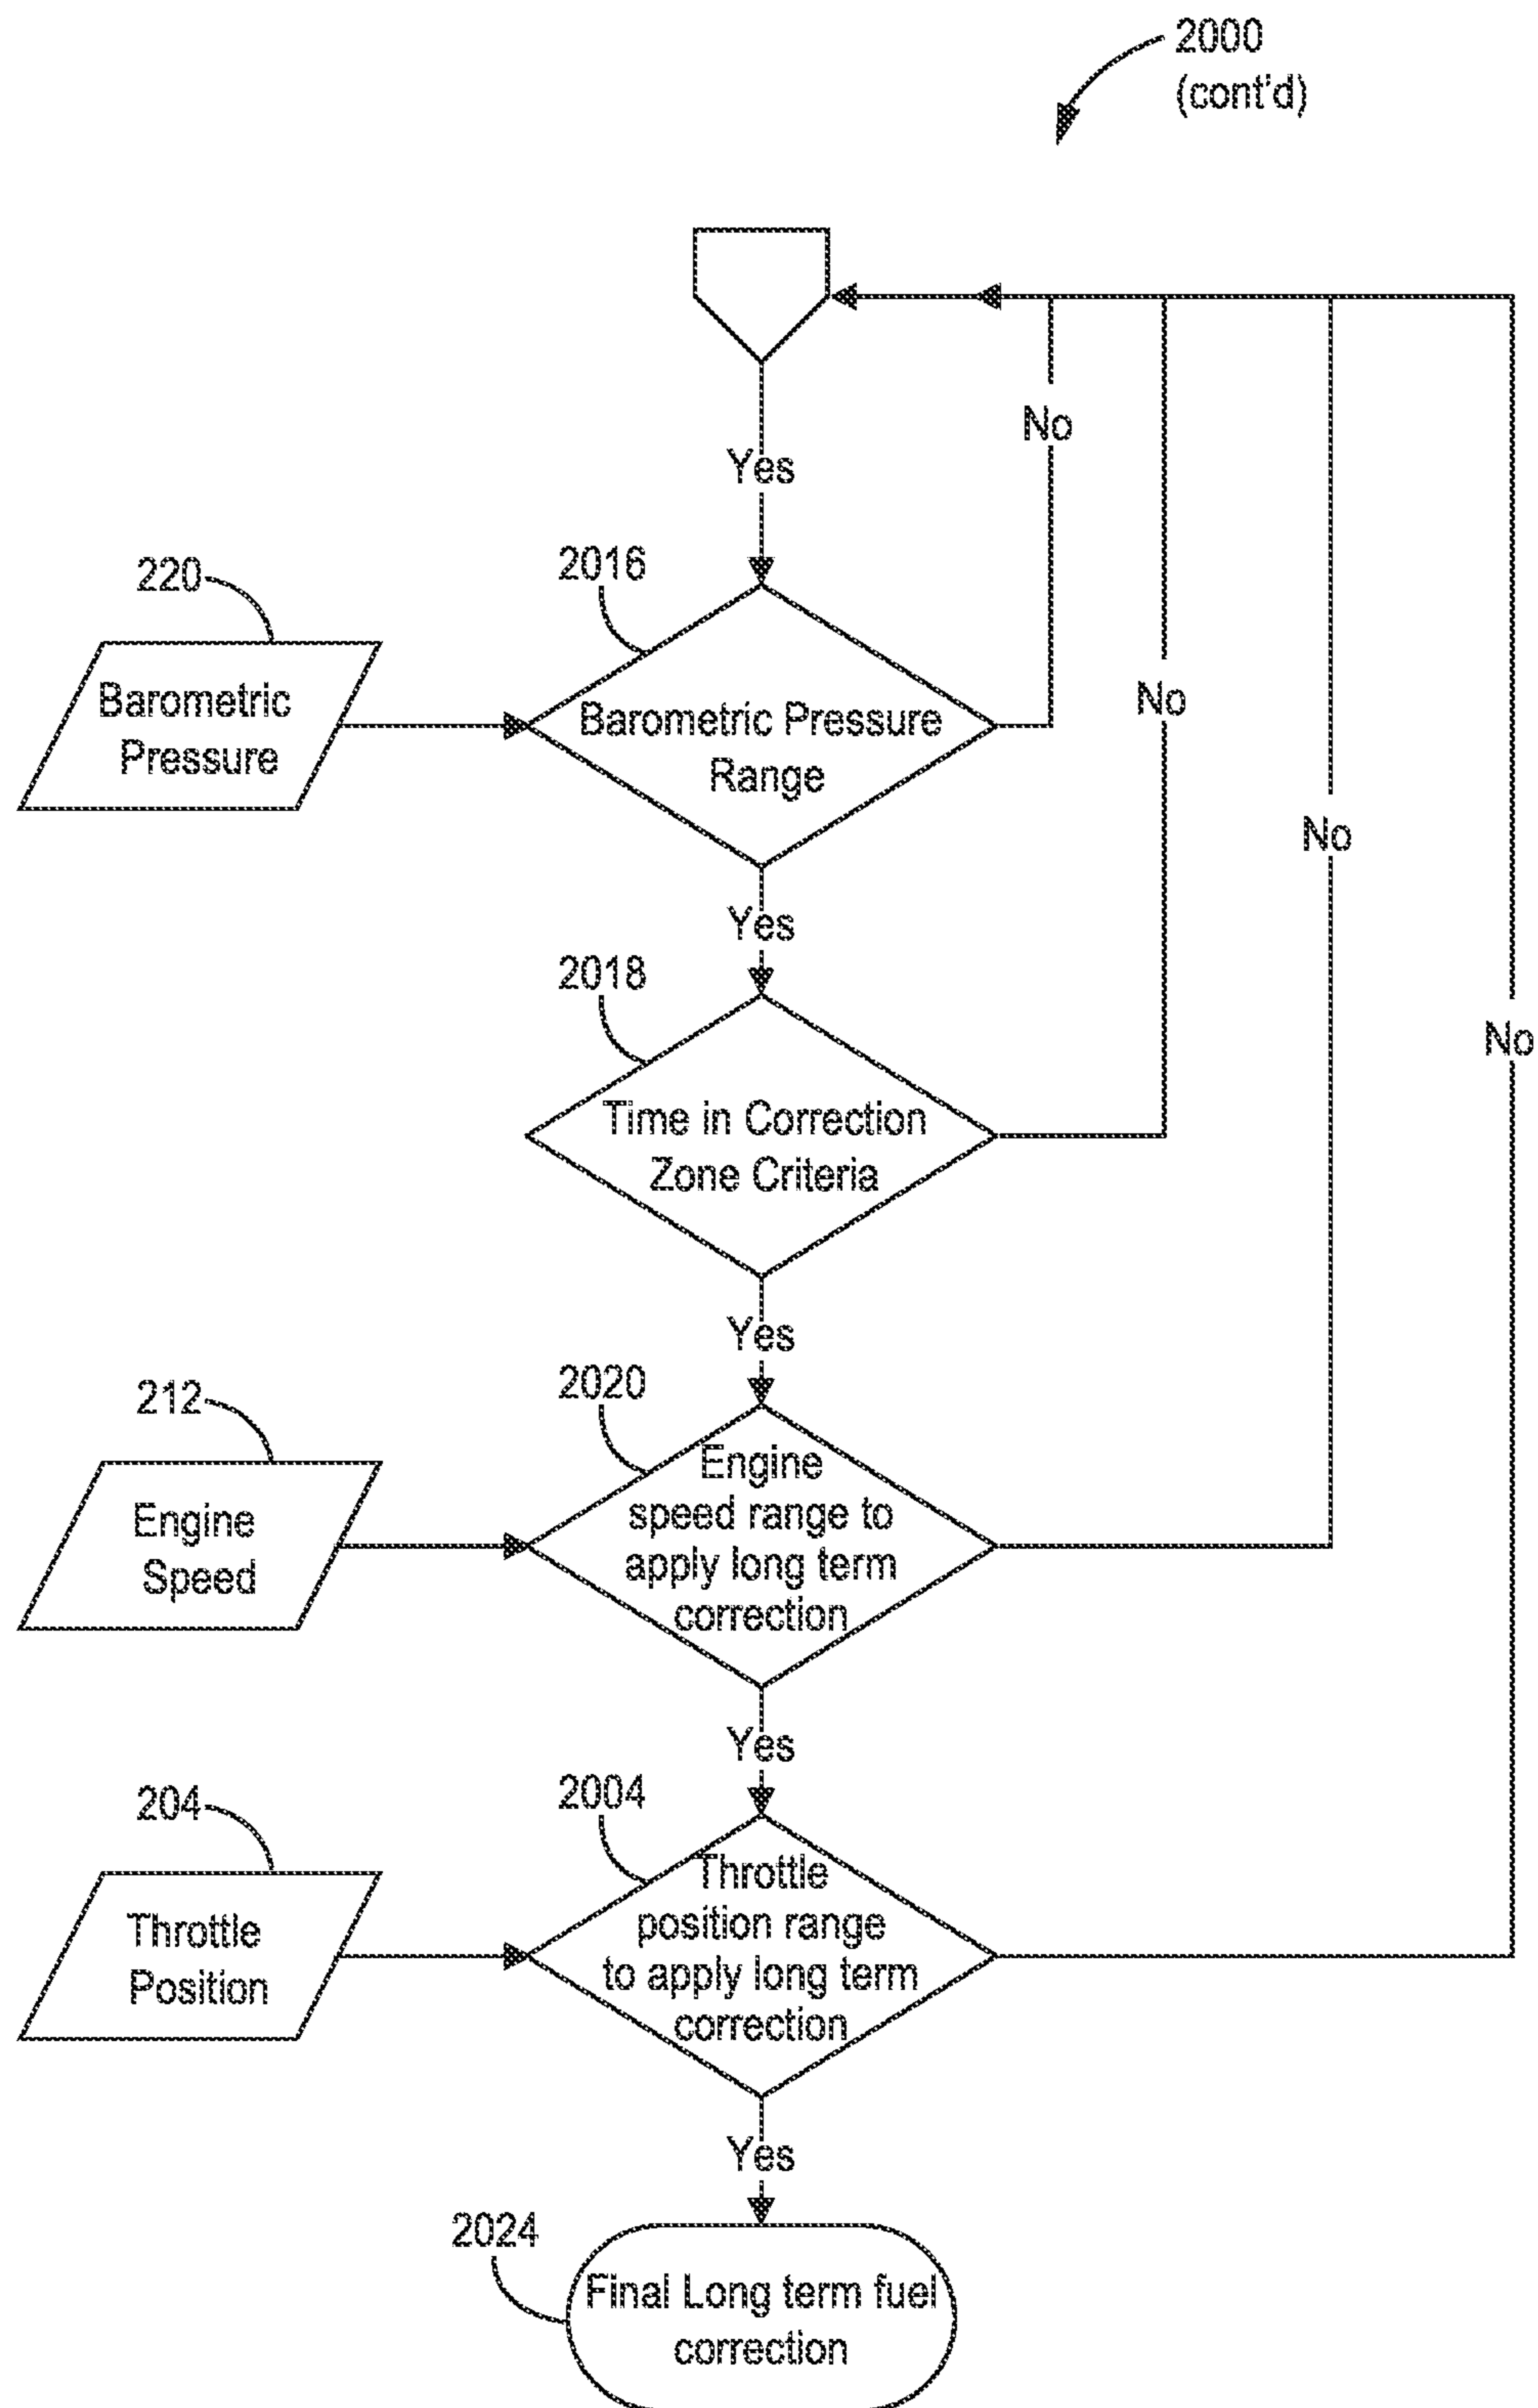 2000
(cont'd)
No
Yes
220
2016
Barometric
Pressure
Barometric Pressure
Range
No
No
Yes
2018
No
Time in Correction
Zone Criteria
Yes
212
2020
Engine
Speed
Engine
speed range to
apply long term
correction
Yes
204
2004
Throttle
Position
Throttle
position range
to apply long term
correction
Yes
2024
Final Long term fuel
correction